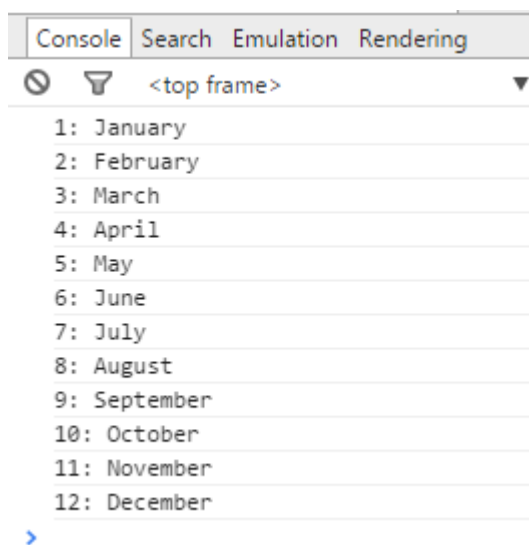 Console Search Emulation Rendering
<top frame>
1: January
2: February
3: March
4: April
5: May
6: June
7: July
8: August
9: September
10: October
11: November
12: December